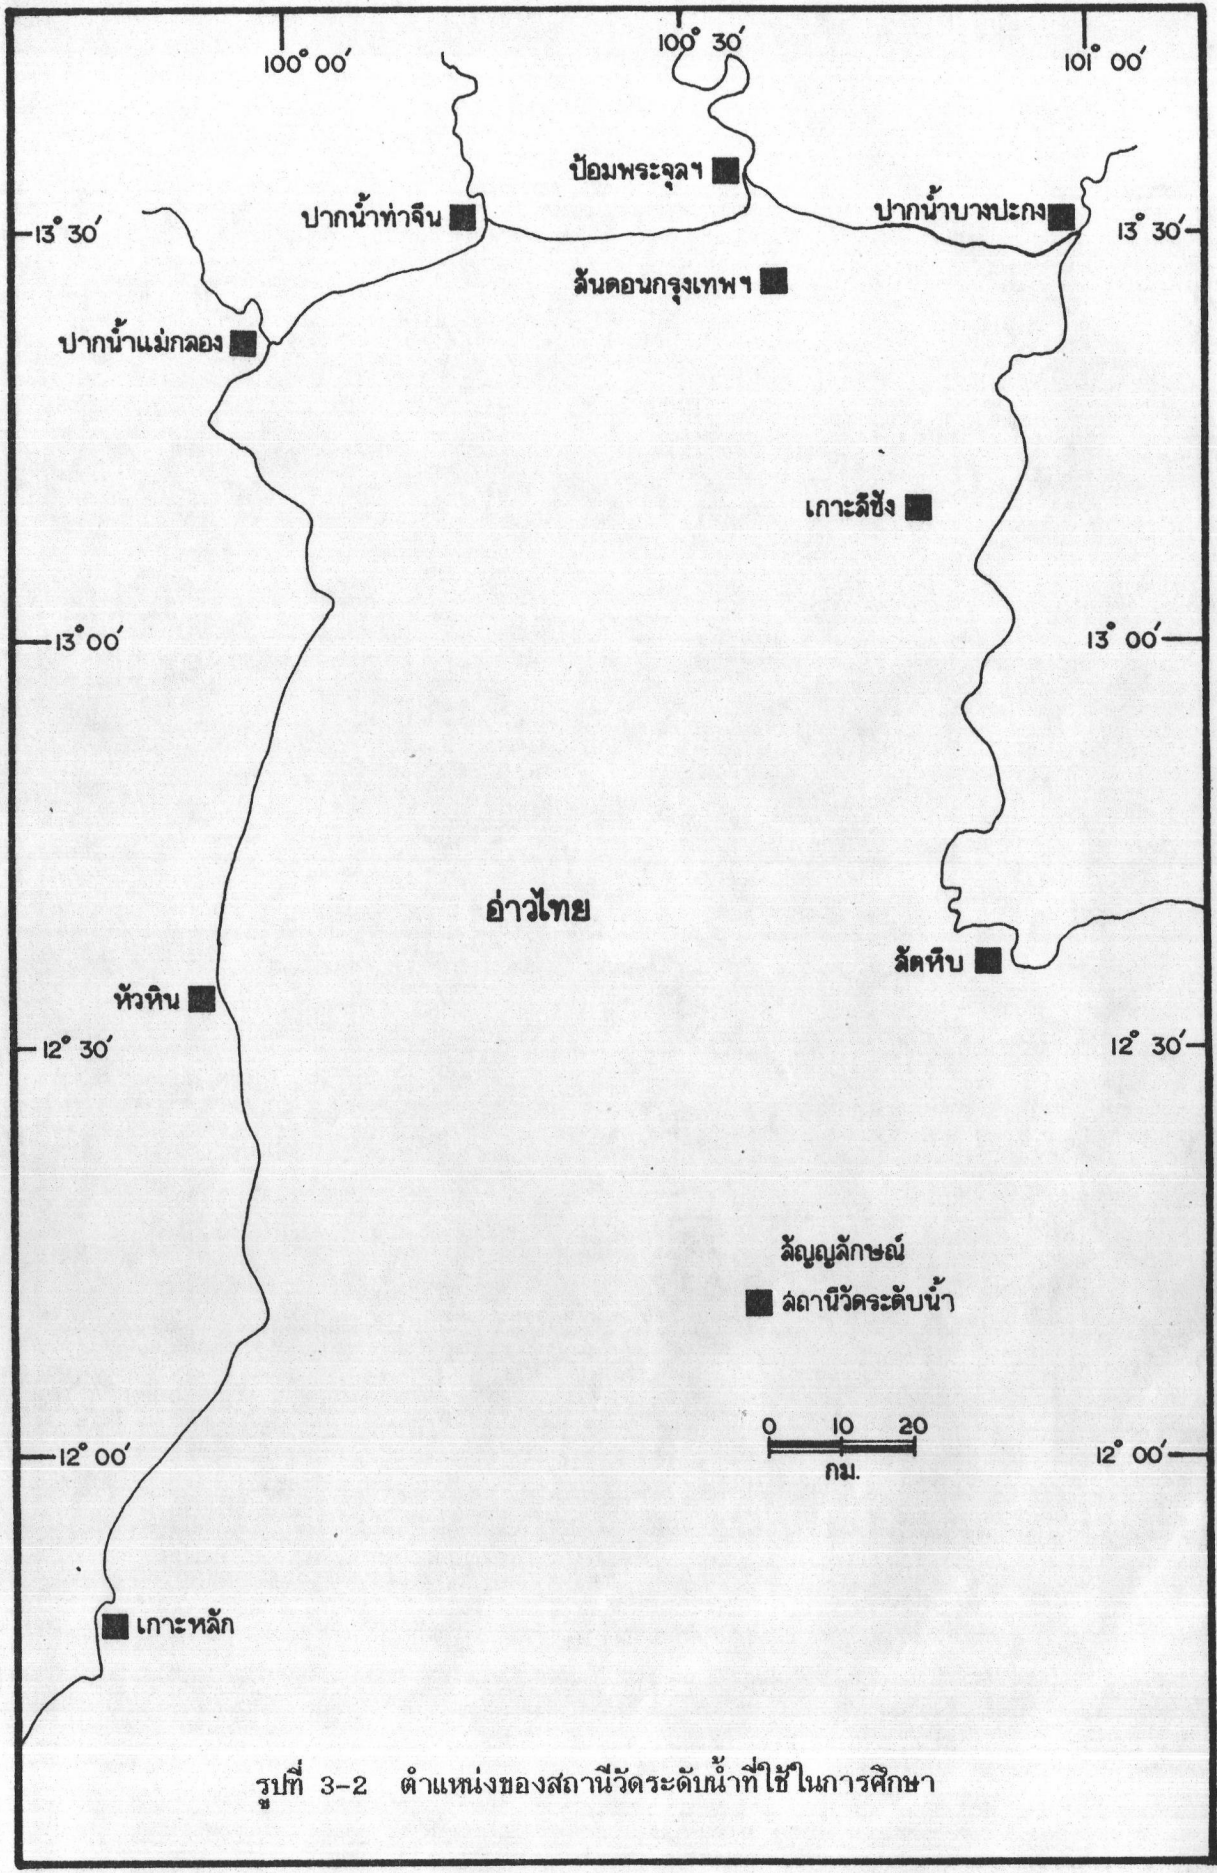 100° 00′
100° 30′
101° 00′
ป้อมพระจุลฯ
ปากน้ำท่าจีน
ปากน้ำบางปะกง
13° 30′
13° 30′
สันดอนกรุงเทพฯ
ปากน้ำแม่กลอง
เกาะสีชัง
13° 00′
13° 00′
อ่าวไทย
สัตหีบ
หัวหิน
12° 30′
12° 30′
สัญญลักษณ์
สถานีวัดระดับน้ำ
0 10 20
กม.
12° 00′
12° 00′
เกาะหลัก
รูปที่ 3-2 ตำแหน่งของสถานีวัดระดับน้ำที่ใช้ในการศึกษา